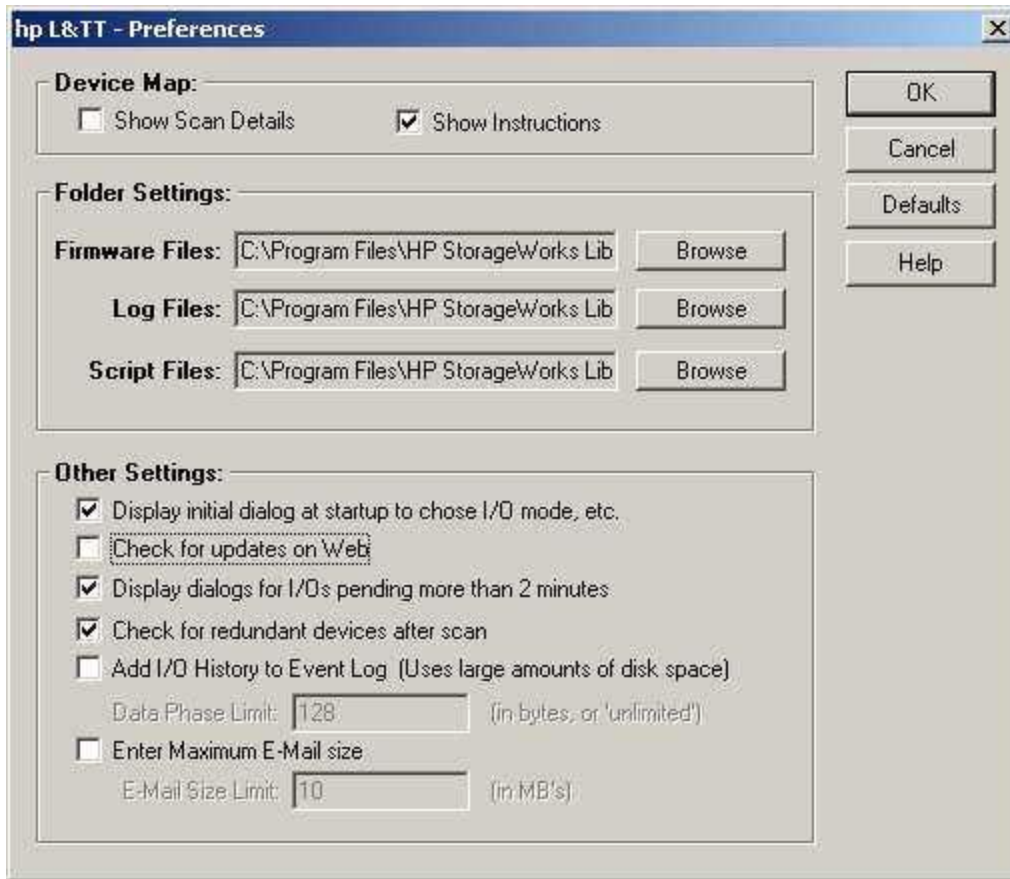 hp L&TT - Preferences
Device Map:
Show Scan Details Show Instructions
OK
Cancel
Defaults
Help
Folder Settings:
Firmware Files: C:\Program Files\HP StorageWorks Lib Browse
Log Files: C:\Program Files\HP StorageWorks Lib Browse
Script Files: C:\Program Files\HP StorageWorks Lib Browse
Other Settings:
Display initial dialog at startup to chose I/O mode, etc.
Check for updates on Web
Display dialogs for I/Os pending more than 2 minutes
Check for redundant devices after scan
Add I/O History to Event Log (Uses large amounts of disk space)
Data Phase Limit: 128 (in bytes, or 'unlimited')
Enter Maximum E-Mail size
E-Mail Size Limit: 10 (in MB's)